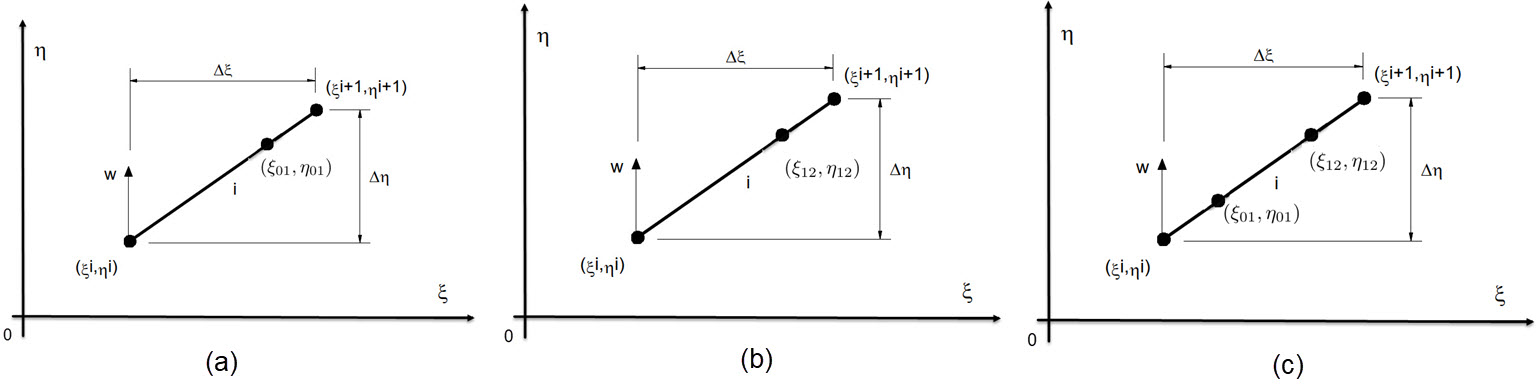 η
Δξ
(ξi+1,ηi+1)
w
(ξ01, η01)
i
Δη
(ξi,ηi)
ξ
0
(a)
η
Δξ
(ξi+1,ηi+1)
w
(ξ12, η12)
i
Δη
(ξi,ηi)
ξ
0
(b)
η
Δξ
(ξi+1,ηi+1)
w
(ξ12, η12)
i
Δη
(ξ01, η01)
(ξi,ηi)
ξ
0
(c)